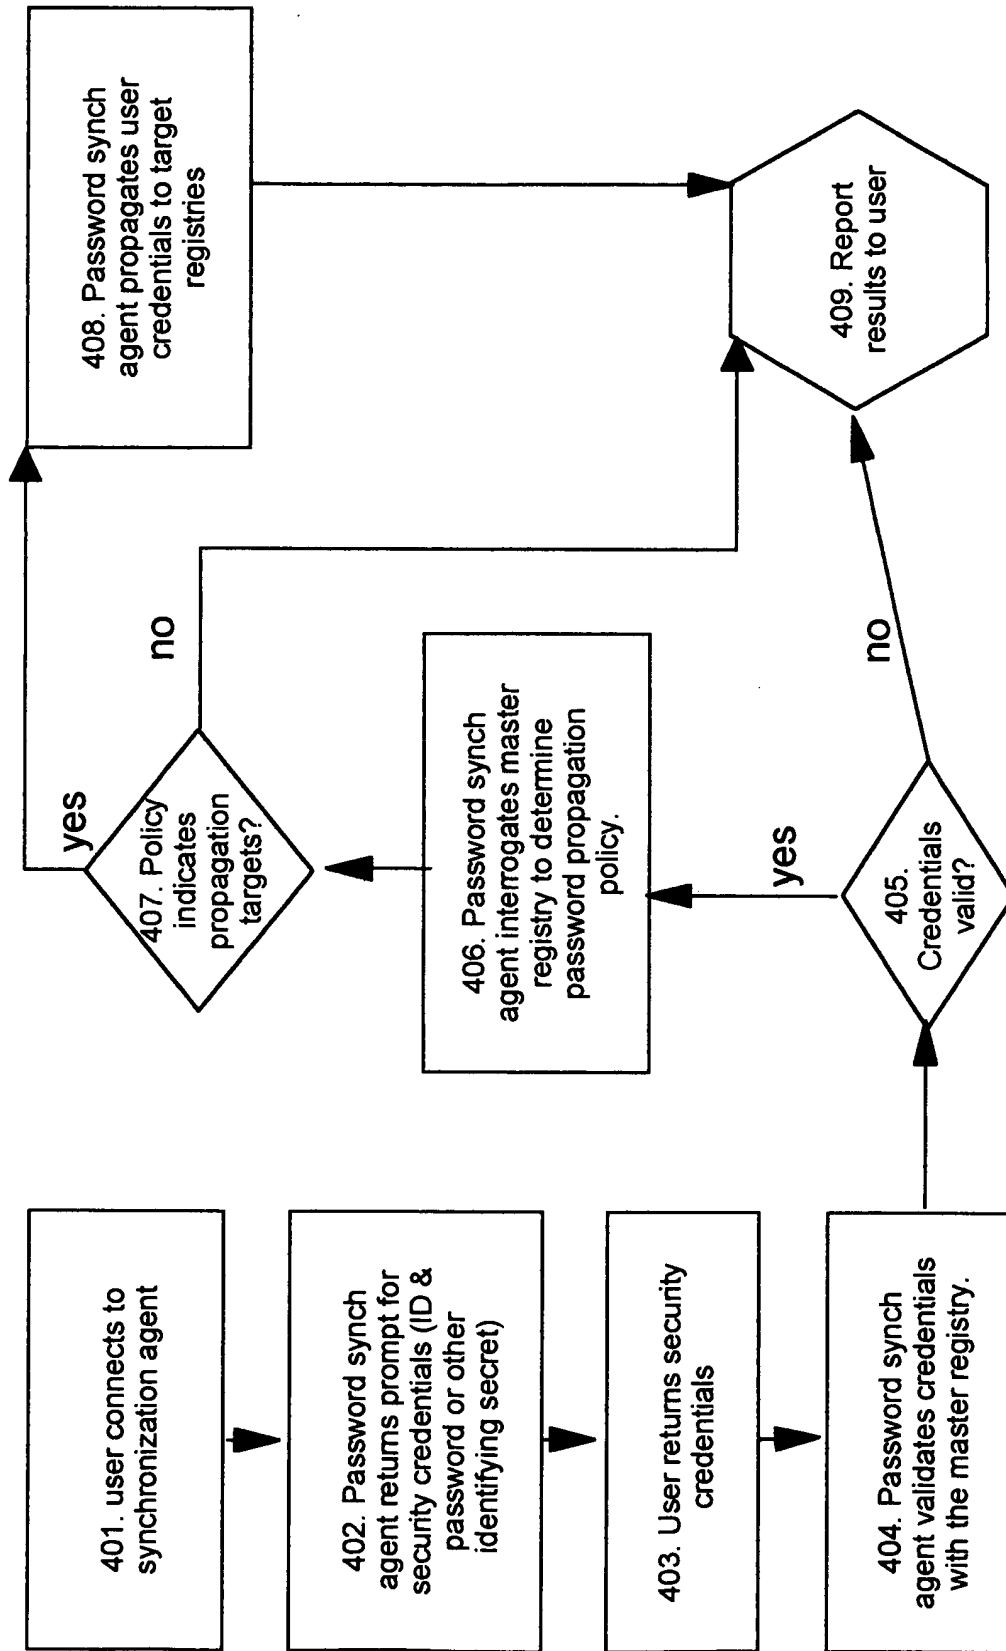 401. user connects to
synchronization agent
402. Password synch
agent returns prompt for
security credentials (ID &
password or other
identifying secret)
403. User returns security
credentials
404. Password synch
agent validates credentials
with the master registry.
405.
Credentials
valid?
yes
no
406. Password synch
agent interrogates master
registry to determine
password propagation
policy.
407. Policy
indicates
propagation
targets?
yes
no
408. Password synch
agent propagates user
credentials to target
registries
409. Report
results to user